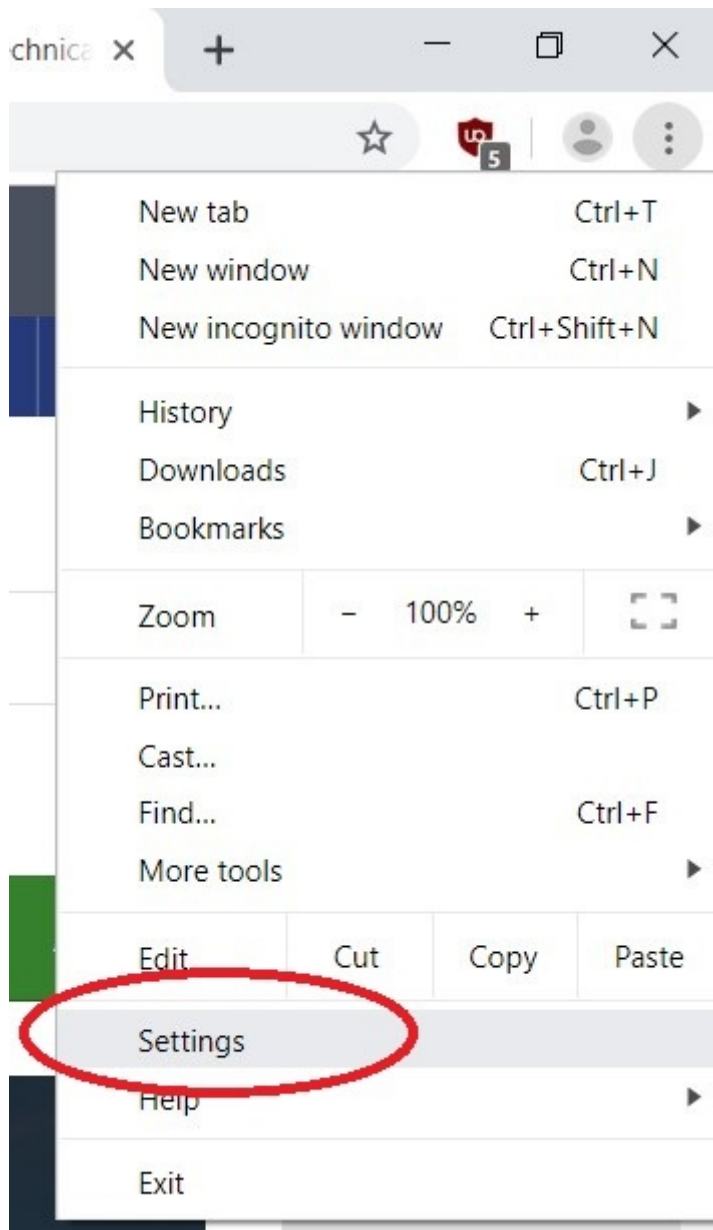 chnica
New tab Ctrl+T
New window Ctrl+N
New incognito window Ctrl+Shift+N
History
Downloads Ctrl+J
Bookmarks
Zoom - 100% +
Print... Ctrl+P
Cast...
Find... Ctrl+F
More tools
Edit Cut Copy Paste
Settings
Help
Exit